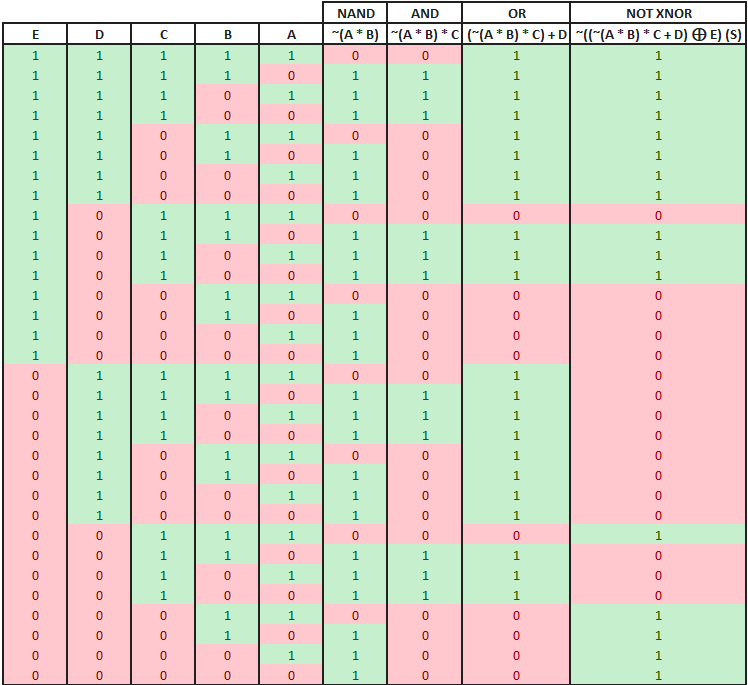 NAND AND OR NOT XNOR
E D C B A ~(A * B) ~(A * B) * C (~(A * B) * C) + D ~((~(A * B) * C + D) ⨁ E) (S)
1 1 1 1 1 0 0 1 1
1 1 1 1 0 1 1 1 1
1 1 1 0 1 1 1 1 1
1 1 1 0 0 1 1 1 1
1 1 0 1 1 0 0 1 1
1 1 0 1 0 1 0 1 1
1 1 0 0 1 1 0 1 1
1 1 0 0 0 1 0 1 1
1 0 1 1 1 0 0 0 0
1 0 1 1 0 1 1 1 1
1 0 1 0 1 1 1 1 1
1 0 1 0 0 1 1 1 1
1 0 0 1 1 0 0 0 0
1 0 0 1 0 1 0 0 0
1 0 0 0 1 1 0 0 0
1 0 0 0 0 1 0 0 0
0 1 1 1 1 0 0 1 0
0 1 1 1 0 1 1 1 0
0 1 1 0 1 1 1 1 0
0 1 1 0 0 1 1 1 0
0 1 0 1 1 0 0 1 0
0 1 0 1 0 1 0 1 0
0 1 0 0 1 1 0 1 0
0 1 0 0 0 1 0 1 0
0 0 1 1 1 0 0 0 1
0 0 1 1 0 1 1 1 0
0 0 1 0 1 1 1 1 0
0 0 1 0 0 1 1 1 0
0 0 0 1 1 0 0 0 1
0 0 0 1 0 1 0 0 1
0 0 0 0 1 1 0 0 1
0 0 0 0 0 1 0 0 1